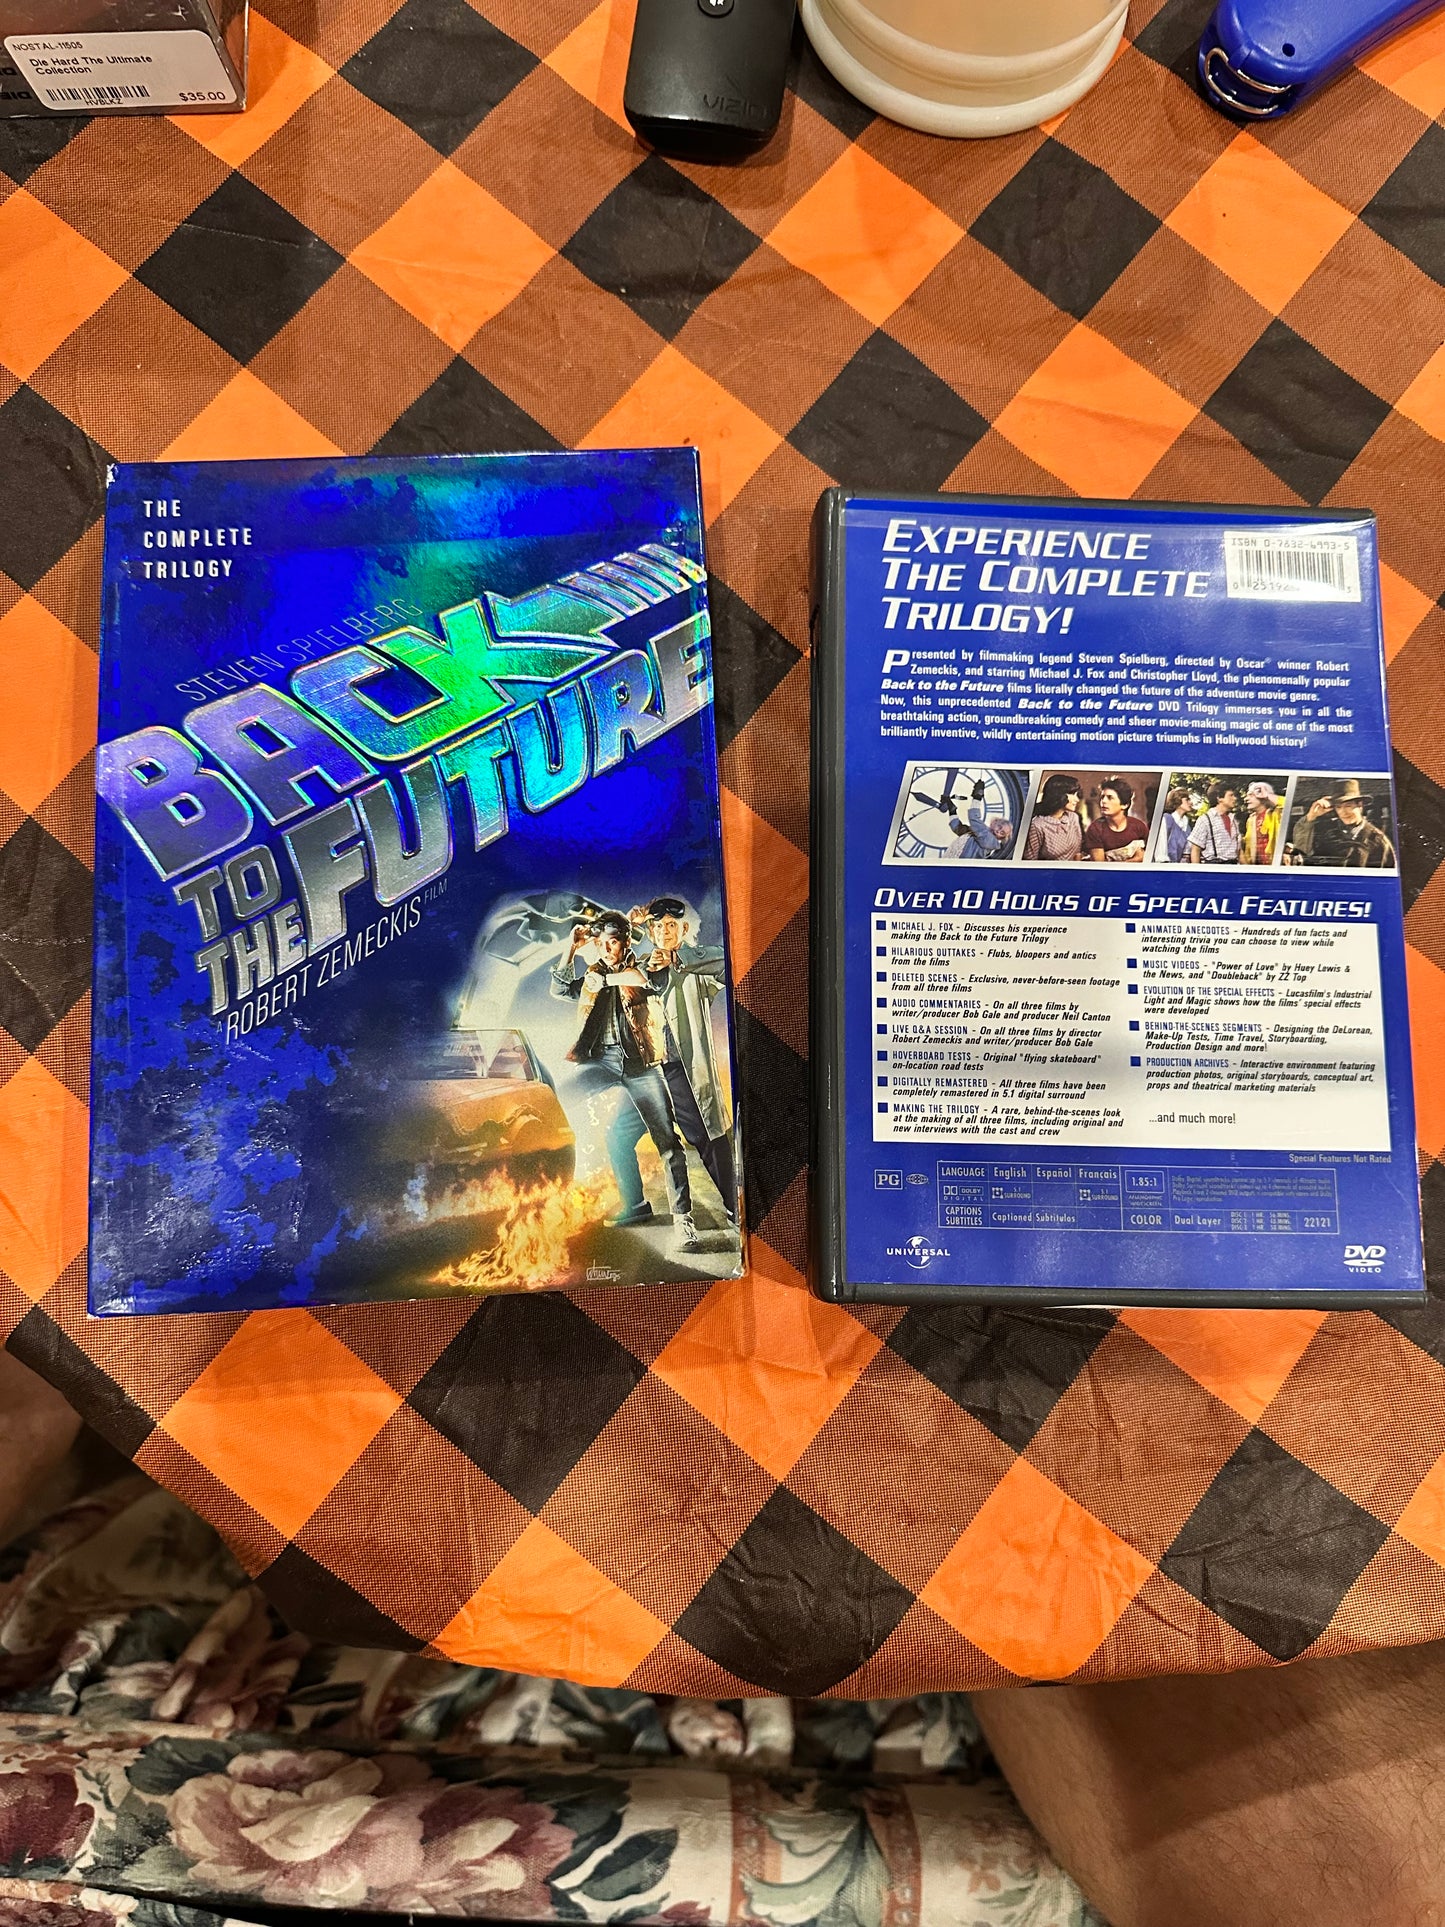 NOSTAL-11505
Die Hard The Ultimate
Collection
HVBLKZ
$35.00
VIZIO
THE
COMPLETE
TRILOGY
STEVEN SPIELBERG
BACK
TO
THE
FUTURE
A ROBERT ZEMECKIS FILM
EXPERIENCE
THE COMPLETE
TRILOGY!
ISBN 0-7832-6993-5
Presented by filmmaking legend Steven Spielberg, directed by Oscar® winner Robert
Zemeckis, and starring Michael J. Fox and Christopher Lloyd, the phenomenally popular
Back to the Future films literally changed the future of the adventure movie genre.
Now, this unprecedented Back to the Future DVD Trilogy immerses you in all the
breathtaking action, groundbreaking comedy and sheer movie-making magic of one of the most
brilliantly inventive, wildly entertaining motion picture triumphs in Hollywood history!
OVER 10 HOURS OF SPECIAL FEATURES!
MICHAEL J. FOX - Discusses his experience
making the Back to the Future Trilogy
HILARIOUS OUTTAKES - Flubs, bloopers and antics
from the films
DELETED SCENES - Exclusive, never-before-seen footage
from all three films
AUDIO COMMENTARIES - On all three films by
writer/producer Bob Gale and producer Neil Canton
LIVE Q&A SESSION - On all three films by director
Robert Zemeckis and writer/producer Bob Gale
HOVERBOARD TESTS - Original "flying skateboard"
on-location road tests
DIGITALLY REMASTERED - All three films have been
completely remastered in 5.1 digital surround
MAKING THE TRILOGY - A rare, behind-the-scenes look
at the making of all three films, including original and
new interviews with the cast and crew
ANIMATED ANECDOTES - Hundreds of fun facts and
interesting trivia you can choose to view while
watching the films
MUSIC VIDEOS - "Power of Love" by Huey Lewis &
the News, and "Doubleback" by ZZ Top
EVOLUTION OF THE SPECIAL EFFECTS - Lucasfilm's Industrial
Light and Magic shows how the films' special effects
were developed
BEHIND-THE-SCENES SEGMENTS - Designing the DeLorean,
Make-Up Tests, Time Travel, Storyboarding,
Production Design and more!
PRODUCTION ARCHIVES - Interactive environment featuring
production photos, original storyboards, conceptual art,
props and theatrical marketing materials
...and much more!
Special Features Not Rated
PG
LANGUAGE English Español Français
DOLBY DIGITAL 5.1 SURROUND 5.1 SURROUND
CAPTIONS
SUBTITLES Captioned Subtítulos
1.85:1
ANAMORPHIC
WIDESCREEN
COLOR Dual Layer
22121
UNIVERSAL
DVD
VIDEO